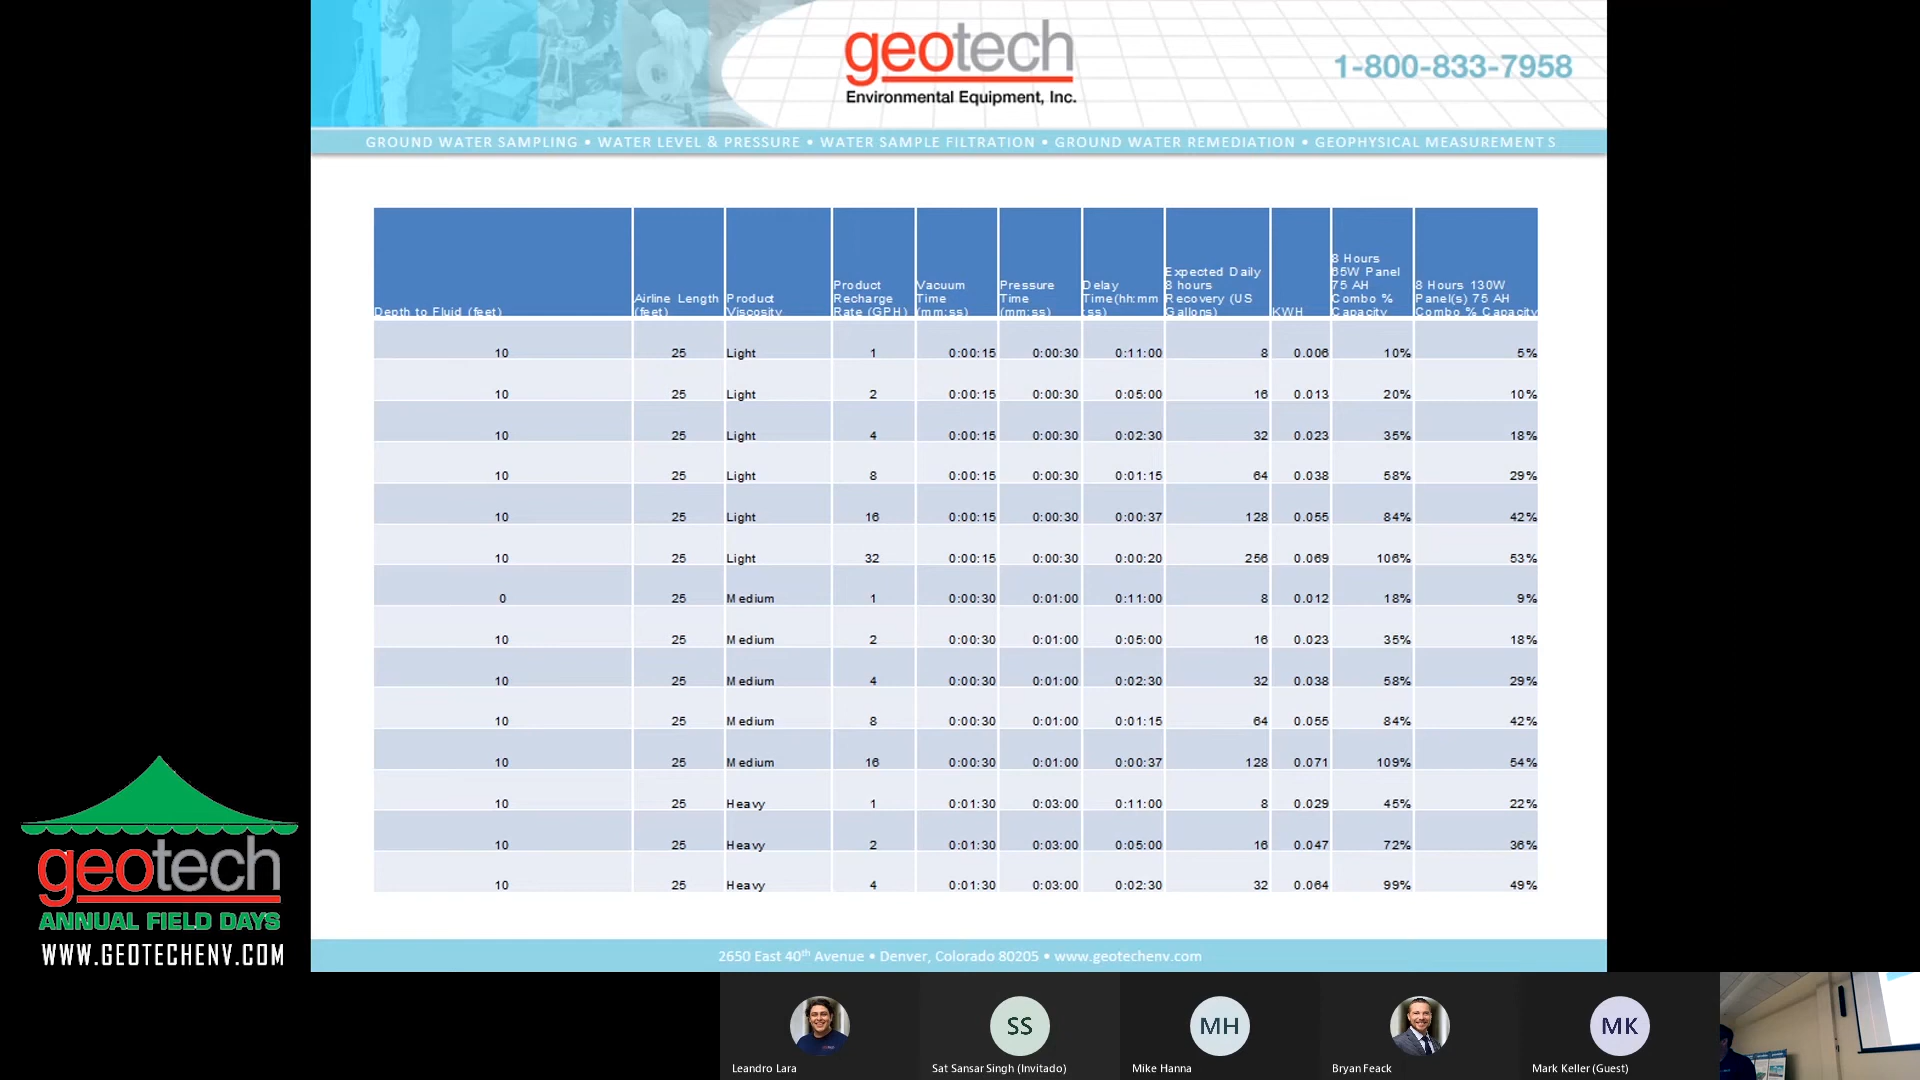 geotech
Environmental Equipment, Inc.
1-800-833-7958
GROUND WATER SAMPLING • WATER LEVEL & PRESSURE • WATER SAMPLE FILTRATION • GROUND WATER REMEDIATION • GEOPHYSICAL MEASUREMENTS
Depth to Fluid (feet)
Airline Length
(feet)
Product
Viscosity
Product
Recharge
Rate (GPH)
Vacuum
Time
(mm:ss)
Pressure
Time
(mm:ss)
Delay
Time(hh:mm
:ss)
Expected Daily
8 hours
Recovery (US
Gallons)
KWH
8 Hours
65W Panel
75 AH
Combo %
Capacity
8 Hours 130W
Panel(s) 75 AH
Combo % Capacity
10 25 Light 1 0:00:15 0:00:30 0:11:00 8 0.006 10% 5%
10 25 Light 2 0:00:15 0:00:30 0:05:00 16 0.013 20% 10%
10 25 Light 4 0:00:15 0:00:30 0:02:30 32 0.023 35% 18%
10 25 Light 8 0:00:15 0:00:30 0:01:15 64 0.038 58% 29%
10 25 Light 16 0:00:15 0:00:30 0:00:37 128 0.055 84% 42%
10 25 Light 32 0:00:15 0:00:30 0:00:20 256 0.069 106% 53%
0 25 Medium 1 0:00:30 0:01:00 0:11:00 8 0.012 18% 9%
10 25 Medium 2 0:00:30 0:01:00 0:05:00 16 0.023 35% 18%
10 25 Medium 4 0:00:30 0:01:00 0:02:30 32 0.038 58% 29%
10 25 Medium 8 0:00:30 0:01:00 0:01:15 64 0.055 84% 42%
10 25 Medium 16 0:00:30 0:01:00 0:00:37 128 0.071 109% 54%
10 25 Heavy 1 0:01:30 0:03:00 0:11:00 8 0.029 45% 22%
10 25 Heavy 2 0:01:30 0:03:00 0:05:00 16 0.047 72% 36%
10 25 Heavy 4 0:01:30 0:03:00 0:02:30 32 0.064 99% 49%
geotech
ANNUAL FIELD DAYS
WWW.GEOTECHENV.COM
2650 East 40th Avenue • Denver, Colorado 80205 • www.geotechenv.com
SS
MH
MK
Leandro Lara
Sat Sansar Singh (Invitado)
Mike Hanna
Bryan Feack
Mark Keller (Guest)